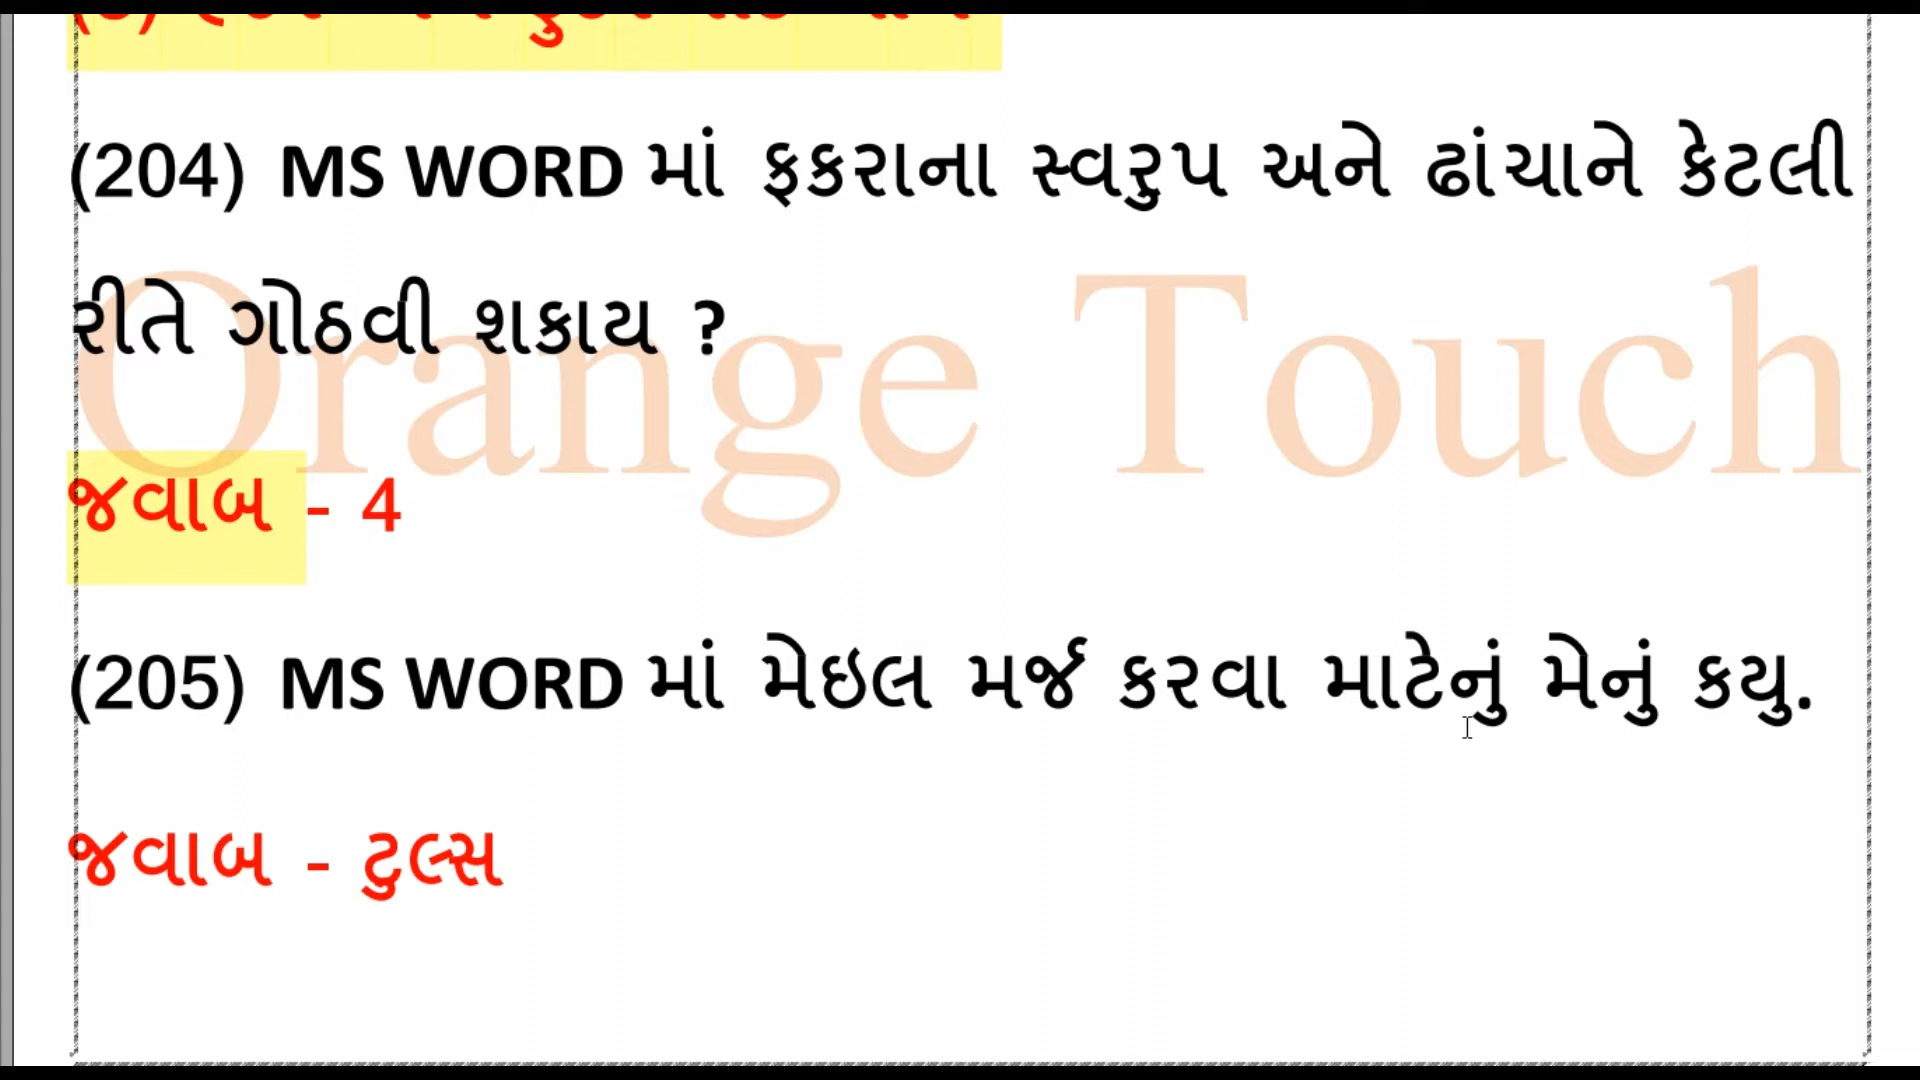 (204) MS WORD માં ફકરાના સ્વરુપ અને ઢાંચાને કેટલી
રીતે ગોઠવી શકાય ?
Orange Touch
જવાબ - 4
(205) MS WORD માં મેઇલ મર્જ કરવા માટેનું મેનું કયુ.
જવાબ - ટુલ્સ